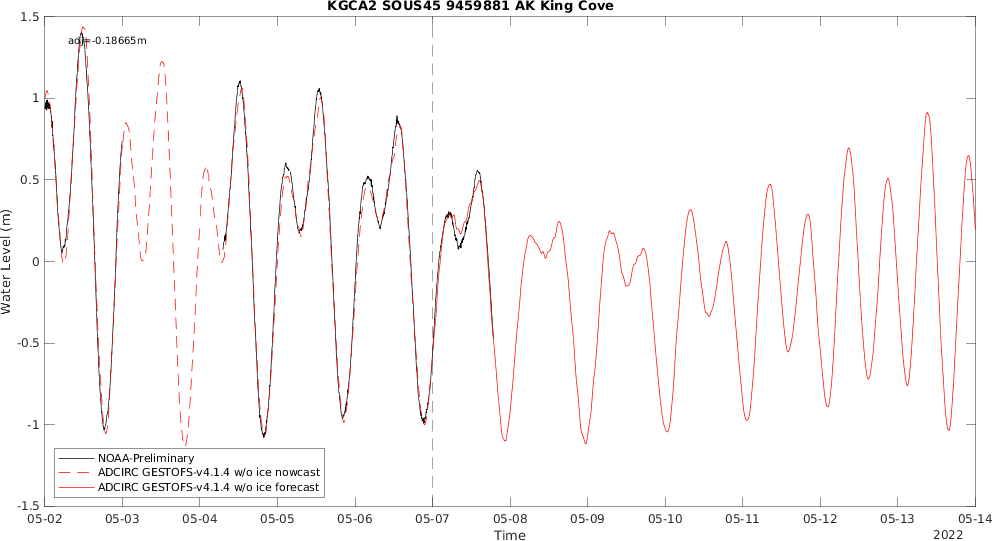 KGCA2 SOUS45 9459881 AK King Cove
adj=-0.18665m
Water Level (m)
1.5
1
0.5
0
-0.5
-1
-1.5
NOAA-Preliminary
ADCIRC GESTOFS-v4.1.4 w/o ice nowcast
ADCIRC GESTOFS-v4.1.4 w/o ice forecast
05-02 05-03 05-04 05-05 05-06 05-07 05-08 05-09 05-10 05-11 05-12 05-13 05-14
Time
2022